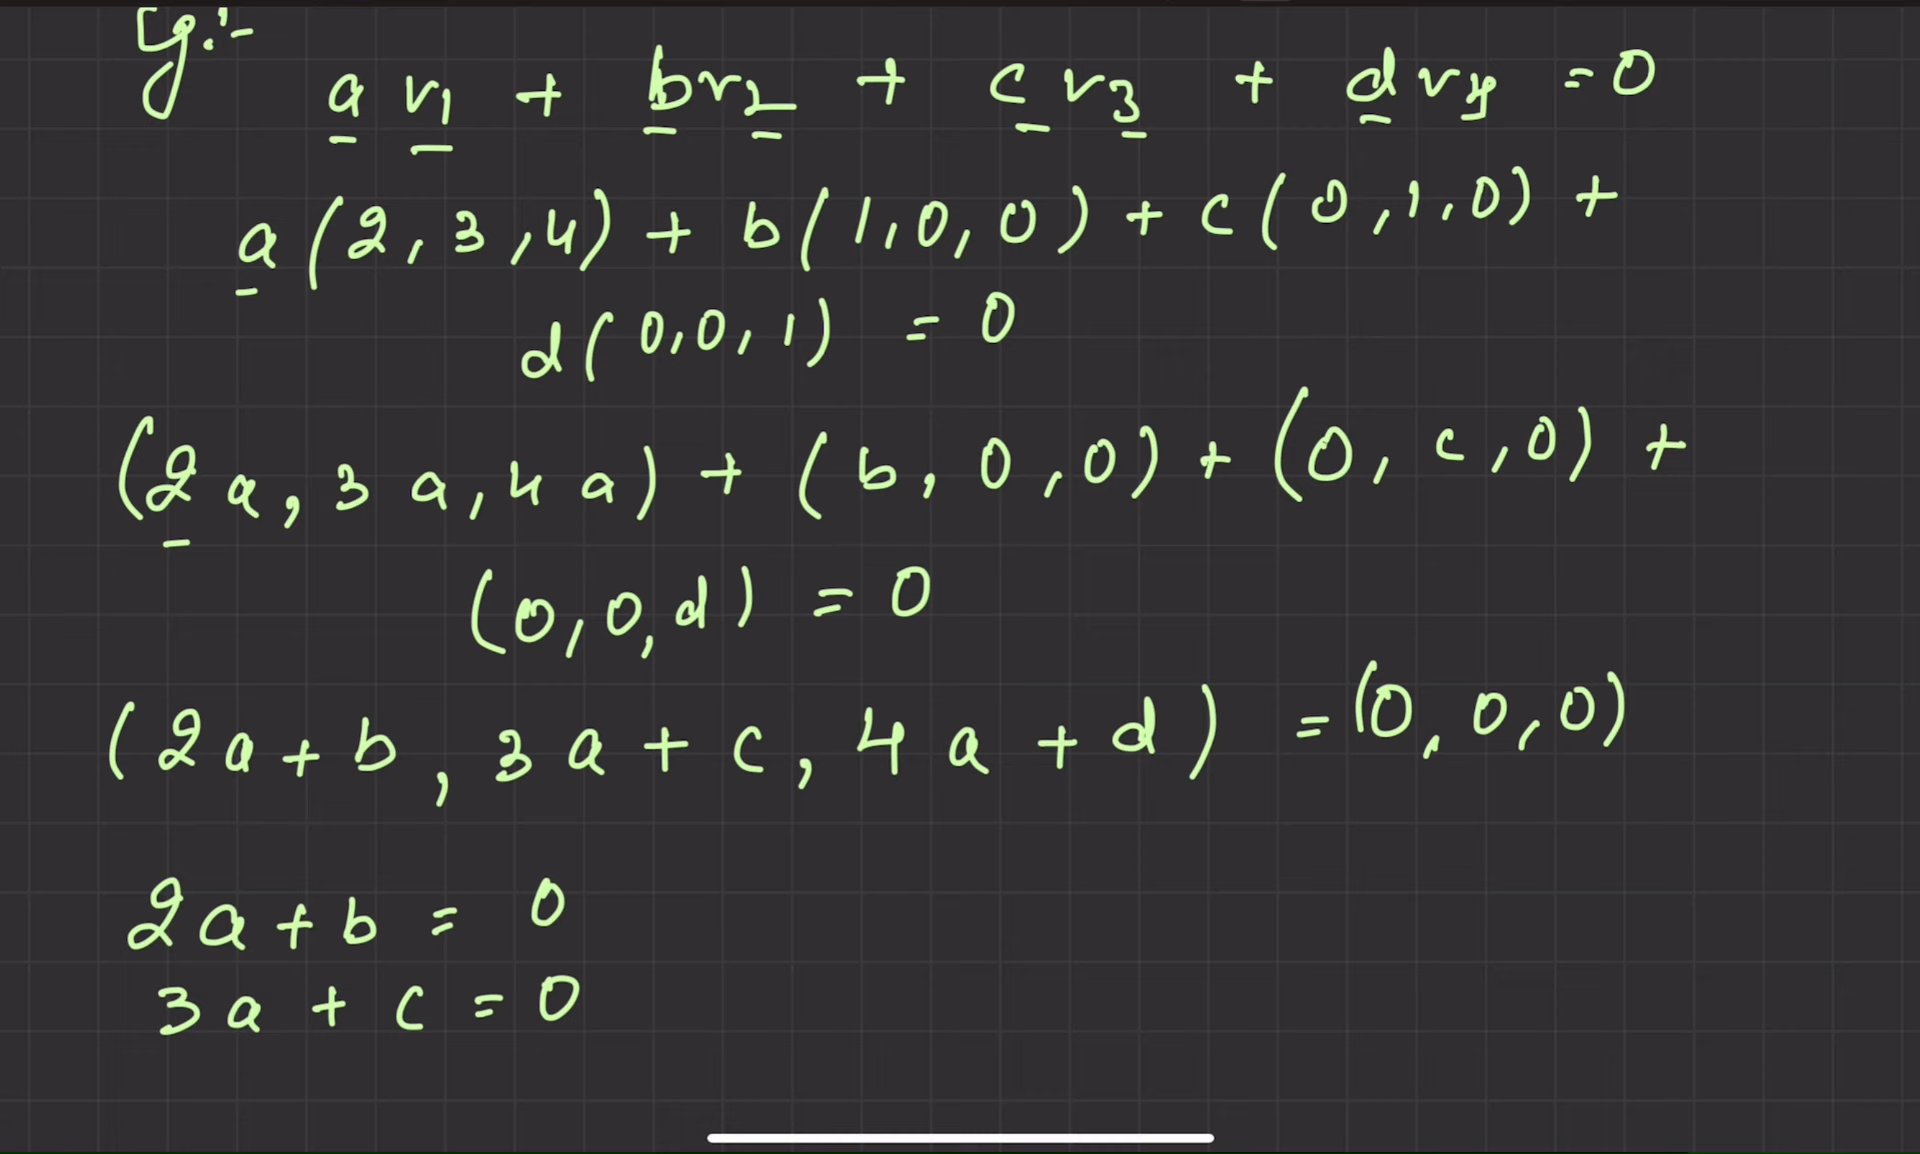 Eg:-
a v1 + bv2 + c v3 + d v4 = 0
a (2, 3, 4) + b (1, 0, 0) + c (0, 1, 0) +
d (0, 0, 1) = 0
(2a, 3a, 4a) + (b, 0, 0) + (0, c, 0) +
(0, 0, d) = 0
(2a + b, 3a + c, 4a + d) = (0, 0, 0)
2a + b = 0
3a + c = 0